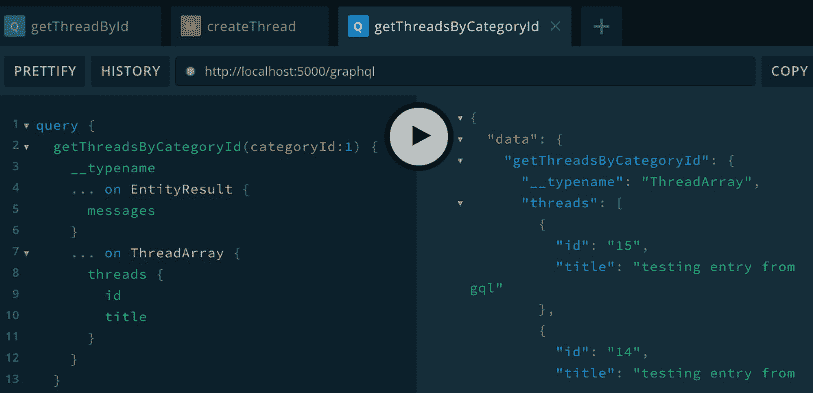 Q getThreadById createThread Q getThreadsByCategoryId × +
PRETTIFY HISTORY http://localhost:5000/graphql COPY
1 query {
2 getThreadsByCategoryId(categoryId:1) {
3 __typename
4 ... on EntityResult {
5 messages
6 }
7 ... on ThreadArray {
8 threads {
9 id
10 title
11 }
12 }
13 }
{
"data": {
"getThreadsByCategoryId": {
"__typename": "ThreadArray",
"threads": [
{
"id": "15",
"title": "testing entry from
gql"
},
{
"id": "14",
"title": "testing entry from